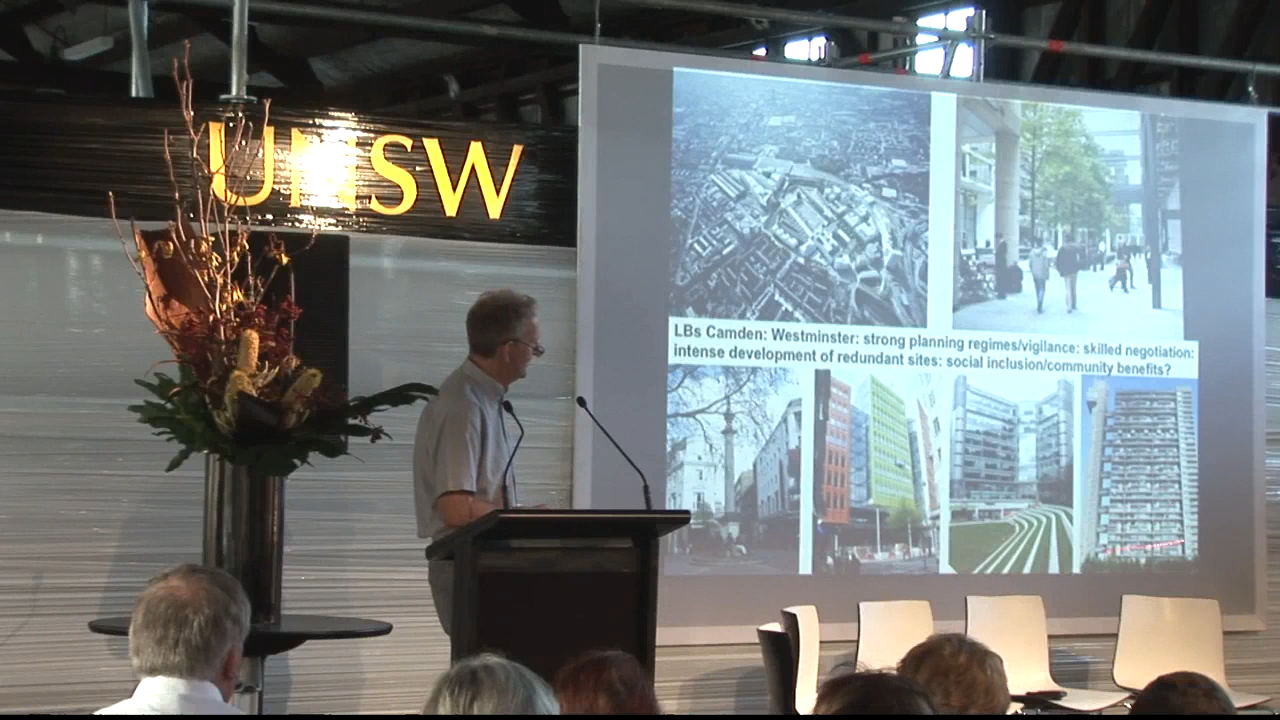 UNSW
LBs Camden: Westminster: strong planning regimes/vigilance: skilled negotiation:
intense development of redundant sites: social inclusion/community benefits?